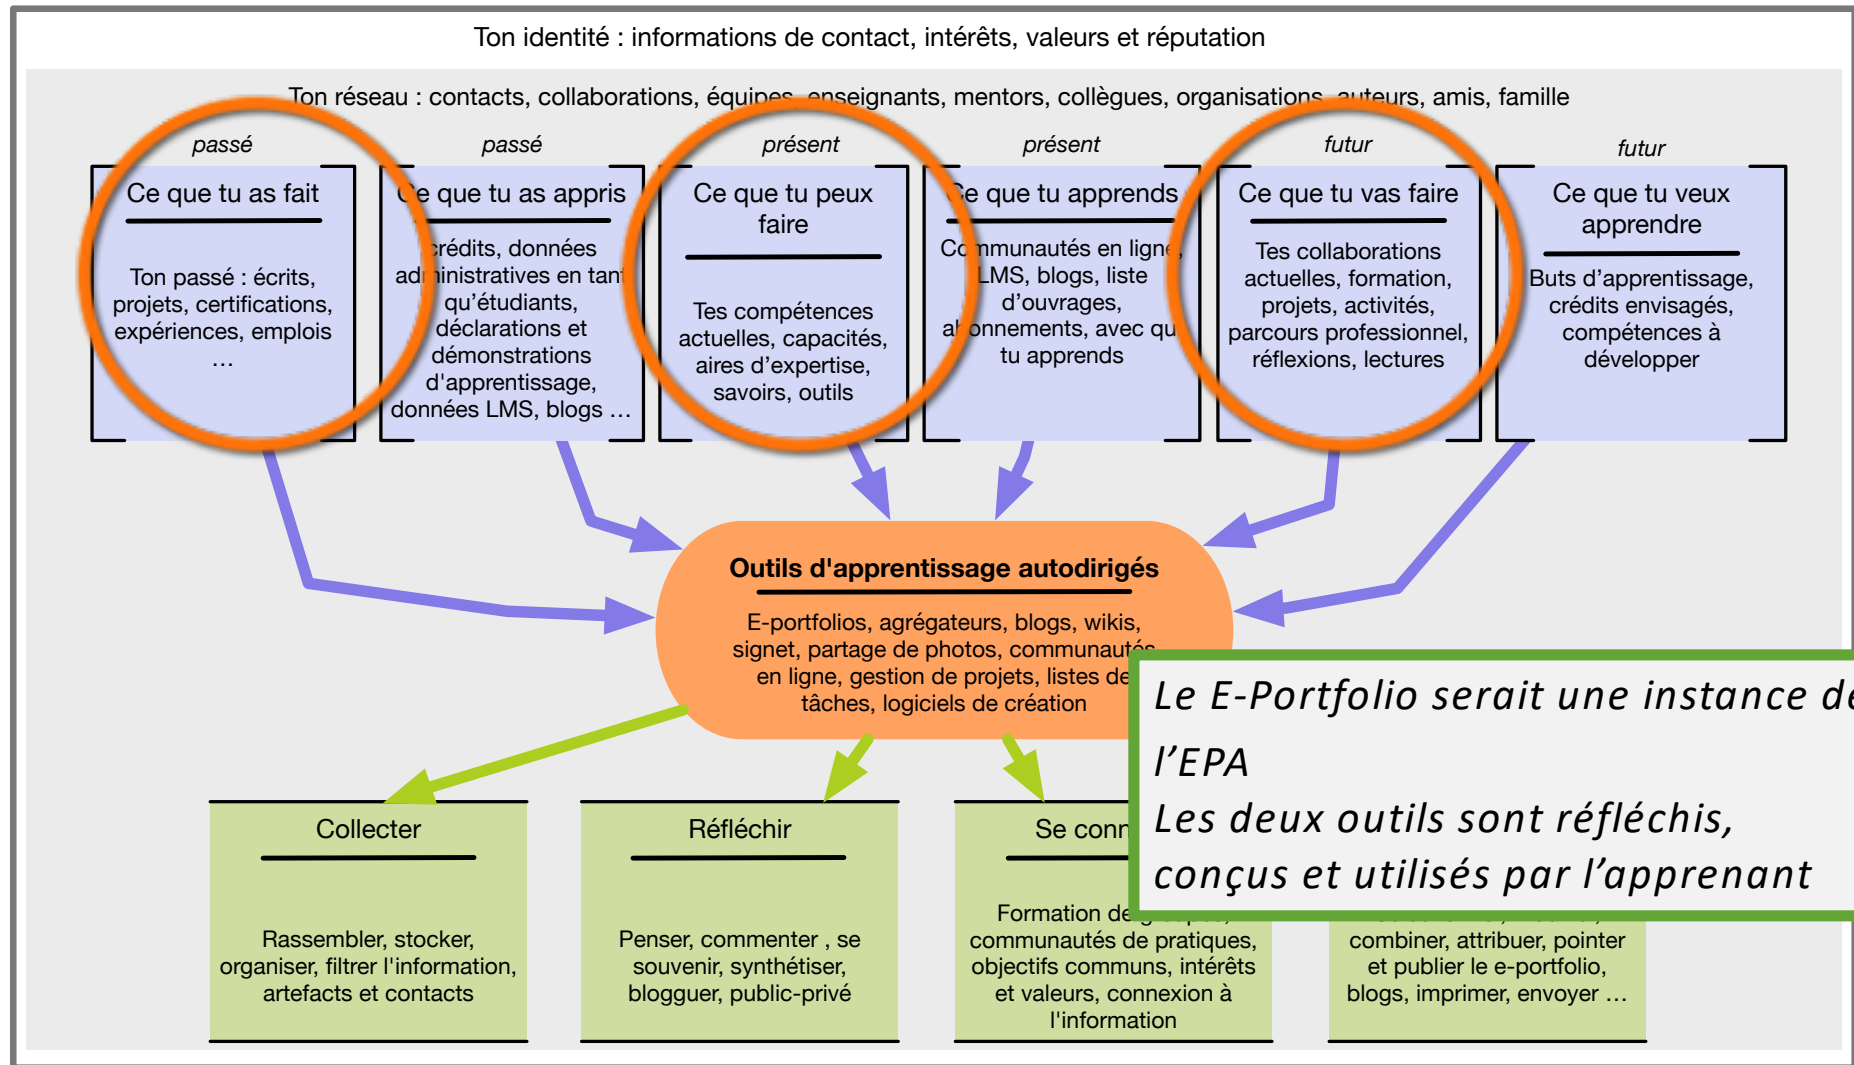 Ton identité : informations de contact, intérêts, valeurs et réputation
Ton réseau : contacts, collaborations, équipes, enseignants, mentors, collègues, organisations, auteurs, amis, famille
passé
Ce que tu as fait
Ton passé : écrits,
projets, certifications,
expériences, emplois
…
passé
Ce que tu as appris
crédits, données
administratives en tant
qu'étudiants,
déclarations et
démonstrations
d'apprentissage,
données LMS, blogs …
présent
Ce que tu peux
faire
Tes compétences
actuelles, capacités,
aires d'expertise,
savoirs, outils
présent
Ce que tu apprends
Communautés en ligne,
LMS, blogs, liste
d'ouvrages,
abonnements, avec qu
tu apprends
futur
Ce que tu vas faire
Tes collaborations
actuelles, formation,
projets, activités,
parcours professionnel,
réflexions, lectures
futur
Ce que tu veux
apprendre
Buts d'apprentissage,
crédits envisagés,
compétences à
développer
Outils d'apprentissage autodirigés
E-portfolios, agrégateurs, blogs, wikis,
signet, partage de photos, communautés
en ligne, gestion de projets, listes de
tâches, logiciels de création
Le E-Portfolio serait une instance de
l'EPA
Les deux outils sont réfléchis,
conçus et utilisés par l'apprenant
Collecter
Rassembler, stocker,
organiser, filtrer l'information,
artefacts et contacts
Réfléchir
Penser, commenter , se
souvenir, synthétiser,
blogguer, public-privé
Se conn
Formation de
communautés de pratiques,
objectifs communs, intérêts
et valeurs, connexion à
l'information
combiner, attribuer, pointer
et publier le e-portfolio,
blogs, imprimer, envoyer …